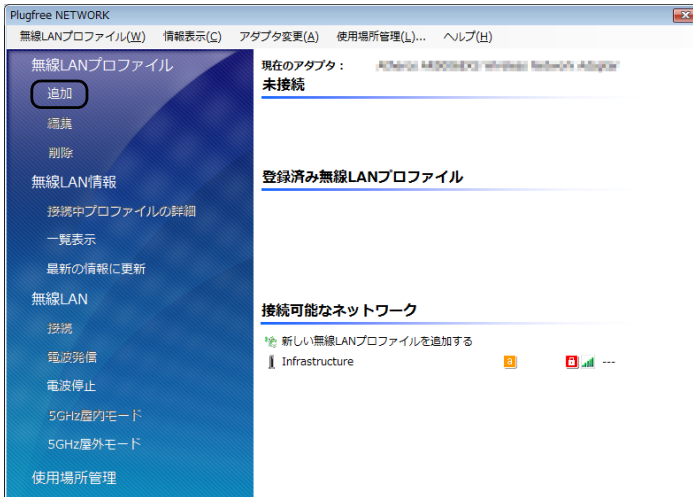 Plugfree NETWORK
無線LANプロファイル(W) 情報表示(C) アダプタ変更(A) 使用場所管理(L)... ヘルプ(H)
無線LANプロファイル
追加
編集
削除
無線LAN情報
接続中プロファイルの詳細
一覧表示
最新の情報に更新
無線LAN
接続
電波発信
電波停止
5GHz屋内モード
5GHz屋外モード
使用場所管理
現在のアダプタ：
未接続
登録済み無線LANプロファイル
接続可能なネットワーク
新しい無線LANプロファイルを追加する
Infrastructure a ---